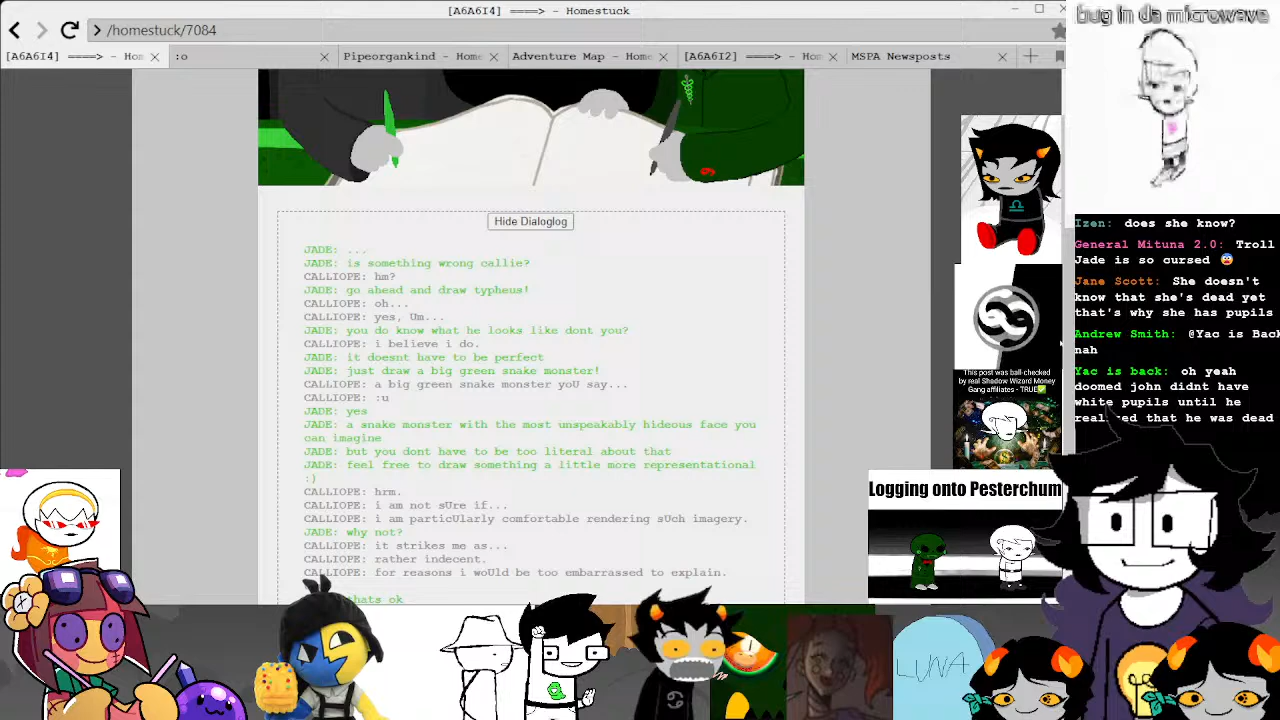 [A6A6I4] ====> - Homestuck
/homestuck/7084
[A6A6I4] ====> - Hom
:o
Pipeorgankind - Home
Adventure Map - Home
[A6A6I2] ====> - Hom
MSPA Newsposts
bug in da microwave
Hide Dialoglog
JADE: ...
JADE: is something wrong callie?
CALLIOPE: hm?
JADE: go ahead and draw typheus!
CALLIOPE: oh...
CALLIOPE: yes, Um...
JADE: you do know what he looks like dont you?
CALLIOPE: i believe i do.
JADE: it doesnt have to be perfect
JADE: just draw a big green snake monster!
CALLIOPE: a big green snake monster yoU say...
CALLIOPE: :u
JADE: yes
JADE: a snake monster with the most unspeakably hideous face you
can imagine
JADE: but you dont have to be too literal about that
JADE: feel free to draw something a little more representational
:)
CALLIOPE: hrm.
CALLIOPE: i am not sUre if...
CALLIOPE: i am particUlarly comfortable rendering sUch imagery.
JADE: why not?
CALLIOPE: it strikes me as...
CALLIOPE: rather indecent.
CALLIOPE: for reasons i woUld be too embarrassed to explain.
thats ok
Izen: does she know?
General Mituna 2.0: Troll
Jade is so cursed
Jane Scott: She doesn't
know that she's dead yet
that's why she has pupils
Andrew Smith: @Yac is Back
nah
Yac is back: oh yeah
doomed john didnt have
white pupils until he
he was dead
This post was ball-checked
by real Shadow Wizard Money
Gang affiliates - TRUE
Logging onto Pesterchum
LUNA